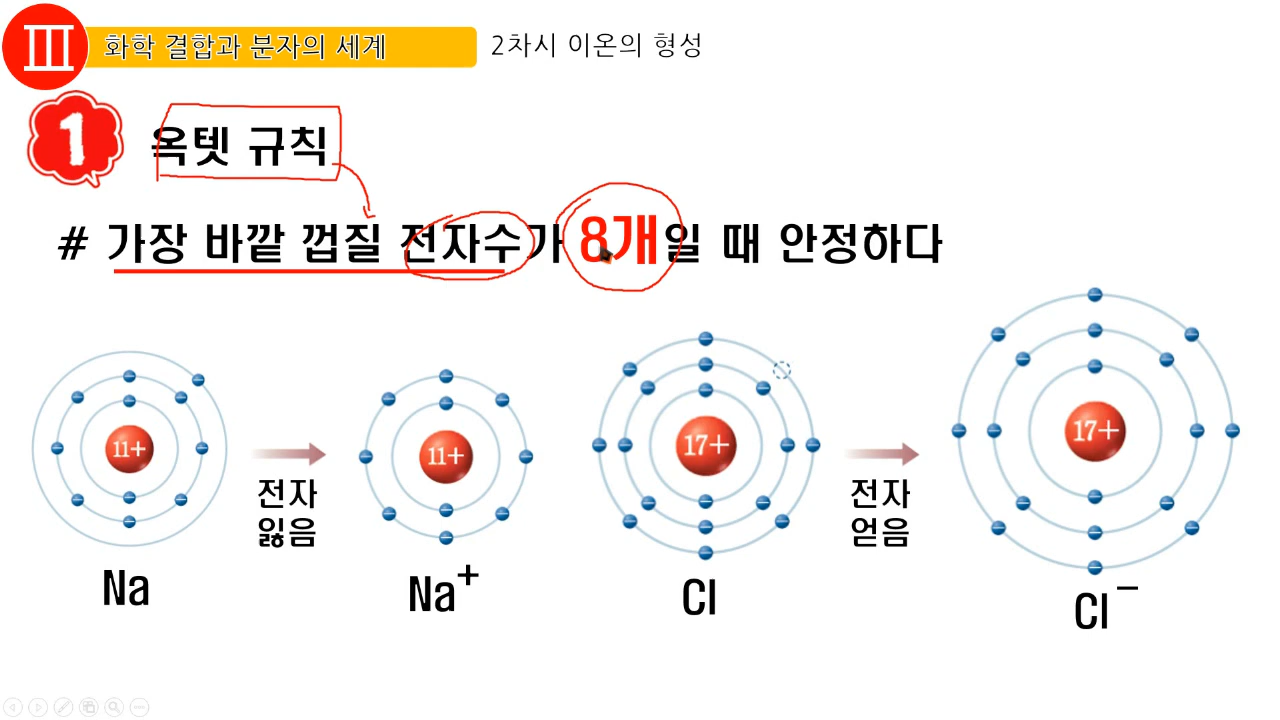 Ⅲ 화학 결합과 분자의 세계 2차시 이온의 형성
1 옥텟 규칙
# 가장 바깥 껍질 전자수가 8개일 때 안정하다
11+ 11+ 17+ 17+
전자
잃음
전자
얻음
Na Na⁺ Cl Cl⁻